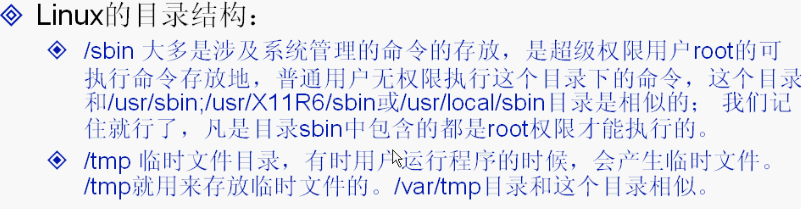 Linux的目录结构：
/sbin 大多是涉及系统管理的命令的存放，是超级权限用户root的可
执行命令存放地，普通用户无权限执行这个目录下的命令，这个目录
和/usr/sbin;/usr/X11R6/sbin或/usr/local/sbin目录是相似的； 我们记
住就行了，凡是目录sbin中包含的都是root权限才能执行的。
/tmp 临时文件目录，有时用户运行程序的时候，会产生临时文件。
/tmp就用来存放临时文件的。/var/tmp目录和这个目录相似。